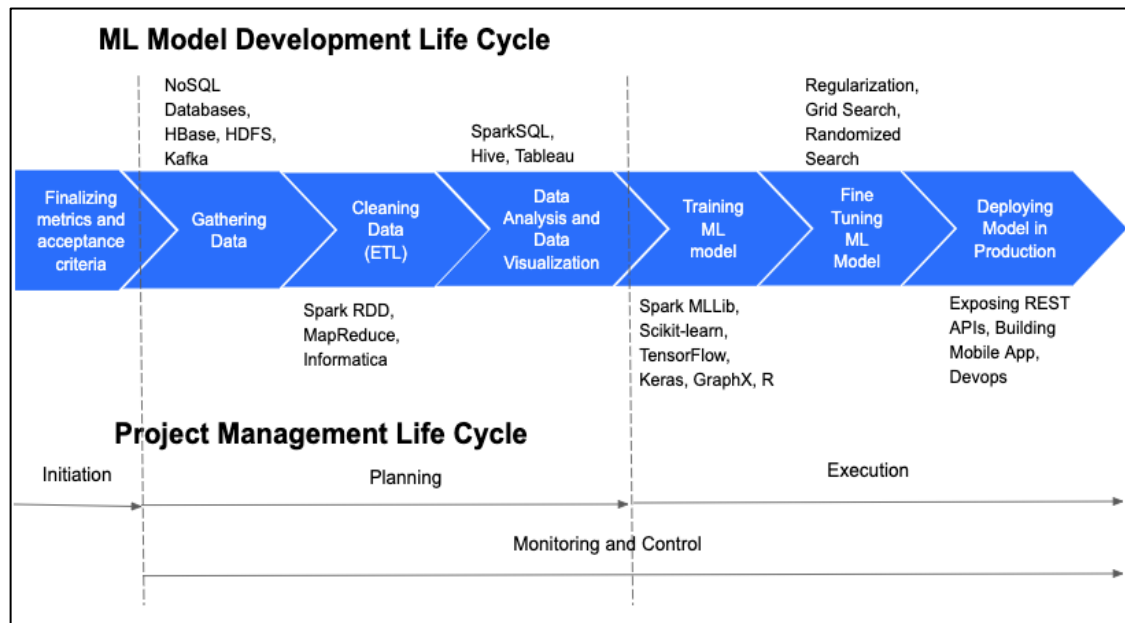 ML Model Development Life Cycle
NoSQL
Databases,
HBase, HDFS,
Kafka
SparkSQL,
Hive, Tableau
Regularization,
Grid Search,
Randomized
Search
Finalizing
metrics and
acceptance
criteria
Gathering
Data
Cleaning
Data
(ETL)
Data
Analysis and
Data
Visualization
Training
ML
model
Fine
Tuning
ML
Model
Deploying
Model in
Production
Spark RDD,
MapReduce,
Informatica
Spark MLLib,
Scikit-learn,
TensorFlow,
Keras, GraphX, R
Exposing REST
APIs, Building
Mobile App,
Devops
Project Management Life Cycle
Initiation
Planning
Execution
Monitoring and Control